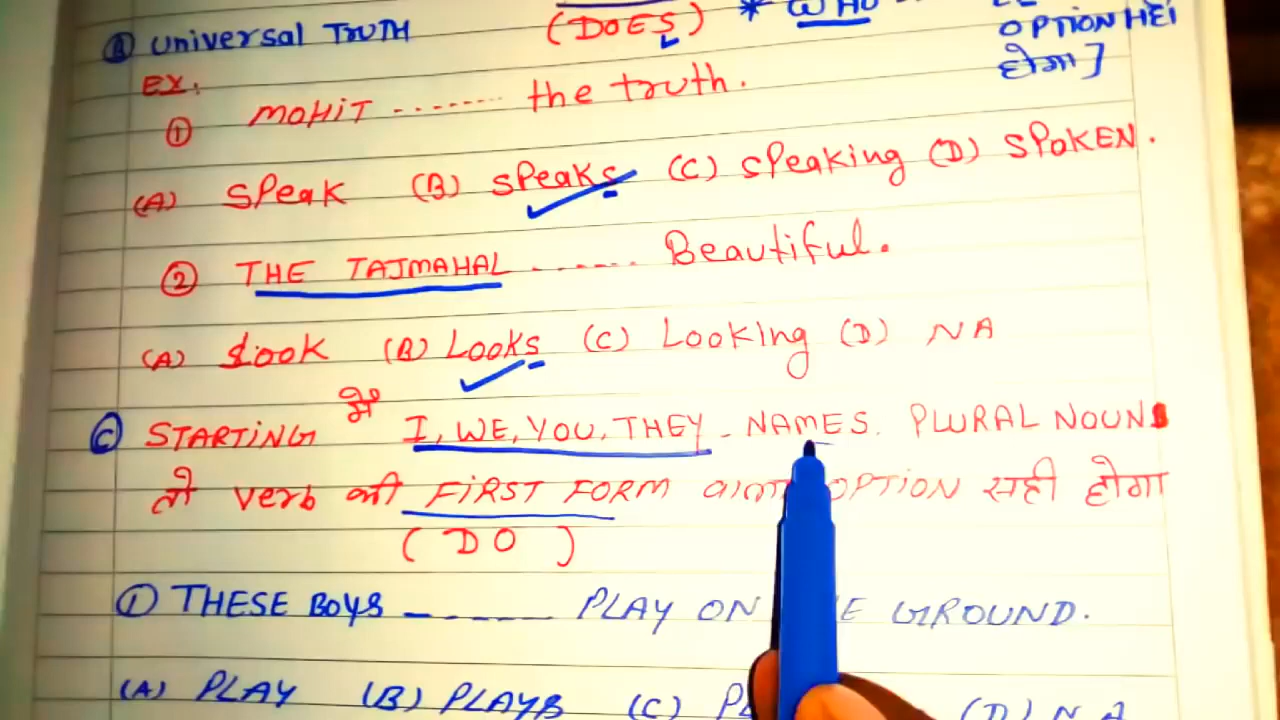 (B) Universal TRUTH (DOES) * WHO
OPTION HEI
होगा ]
EX.
① MOHIT -------- the truth.
(A) SPeak (B) SPeaks (C) SPeaking (D) SPOKEN.
② THE TAJMAHAL ------ Beautiful.
(A) Look (B) Looks (C) Looking (D) NA
(C) STARTING में I, WE, YOU, THEY - NAMES. PLURAL NOUNS
तो verb की FIRST FORM वाला OPTION सही होगा
(DO)
① THESE BOYS ------ PLAY ON GROUND.
(A) PLAY (B) PLAYS (C) (D) NA